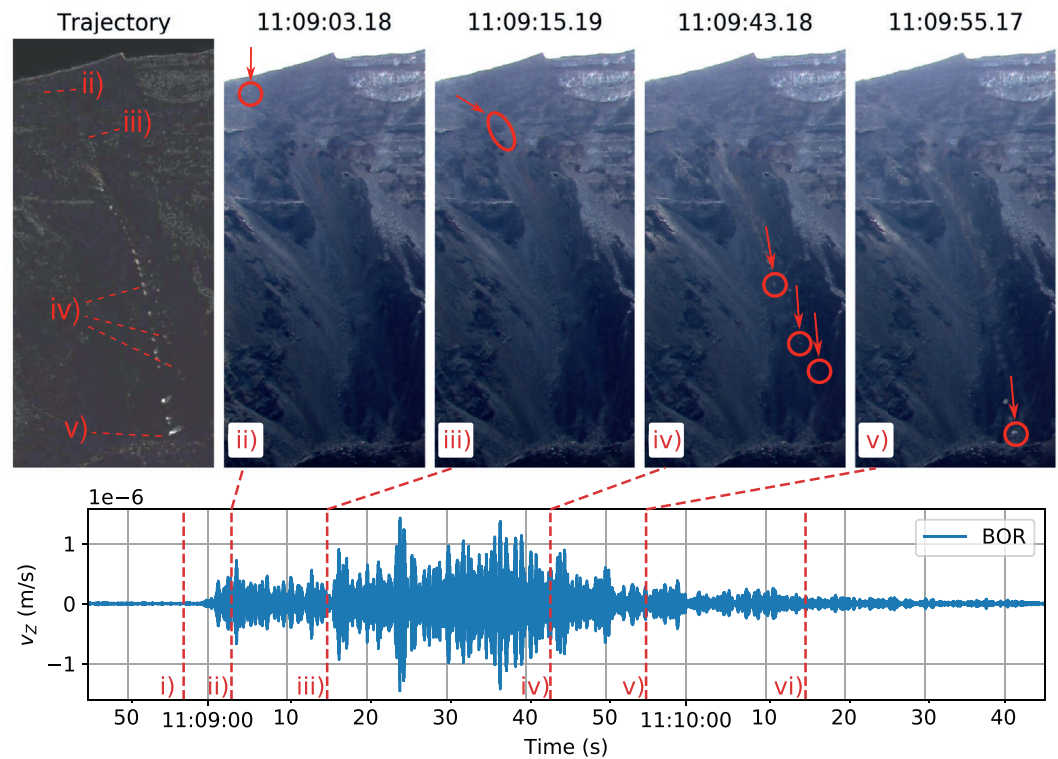 Trajectory 11:09:03.18 11:09:15.19 11:09:43.18 11:09:55.17
ii)
iii)
iv)
v)
ii) iii) iv) v)
1e−6
BOR
1
0
−1
v_Z (m/s)
i) ii) iii) iv) v) vi)
50 11:09:00 10 20 30 40 50 11:10:00 10 20 30 40
Time (s)